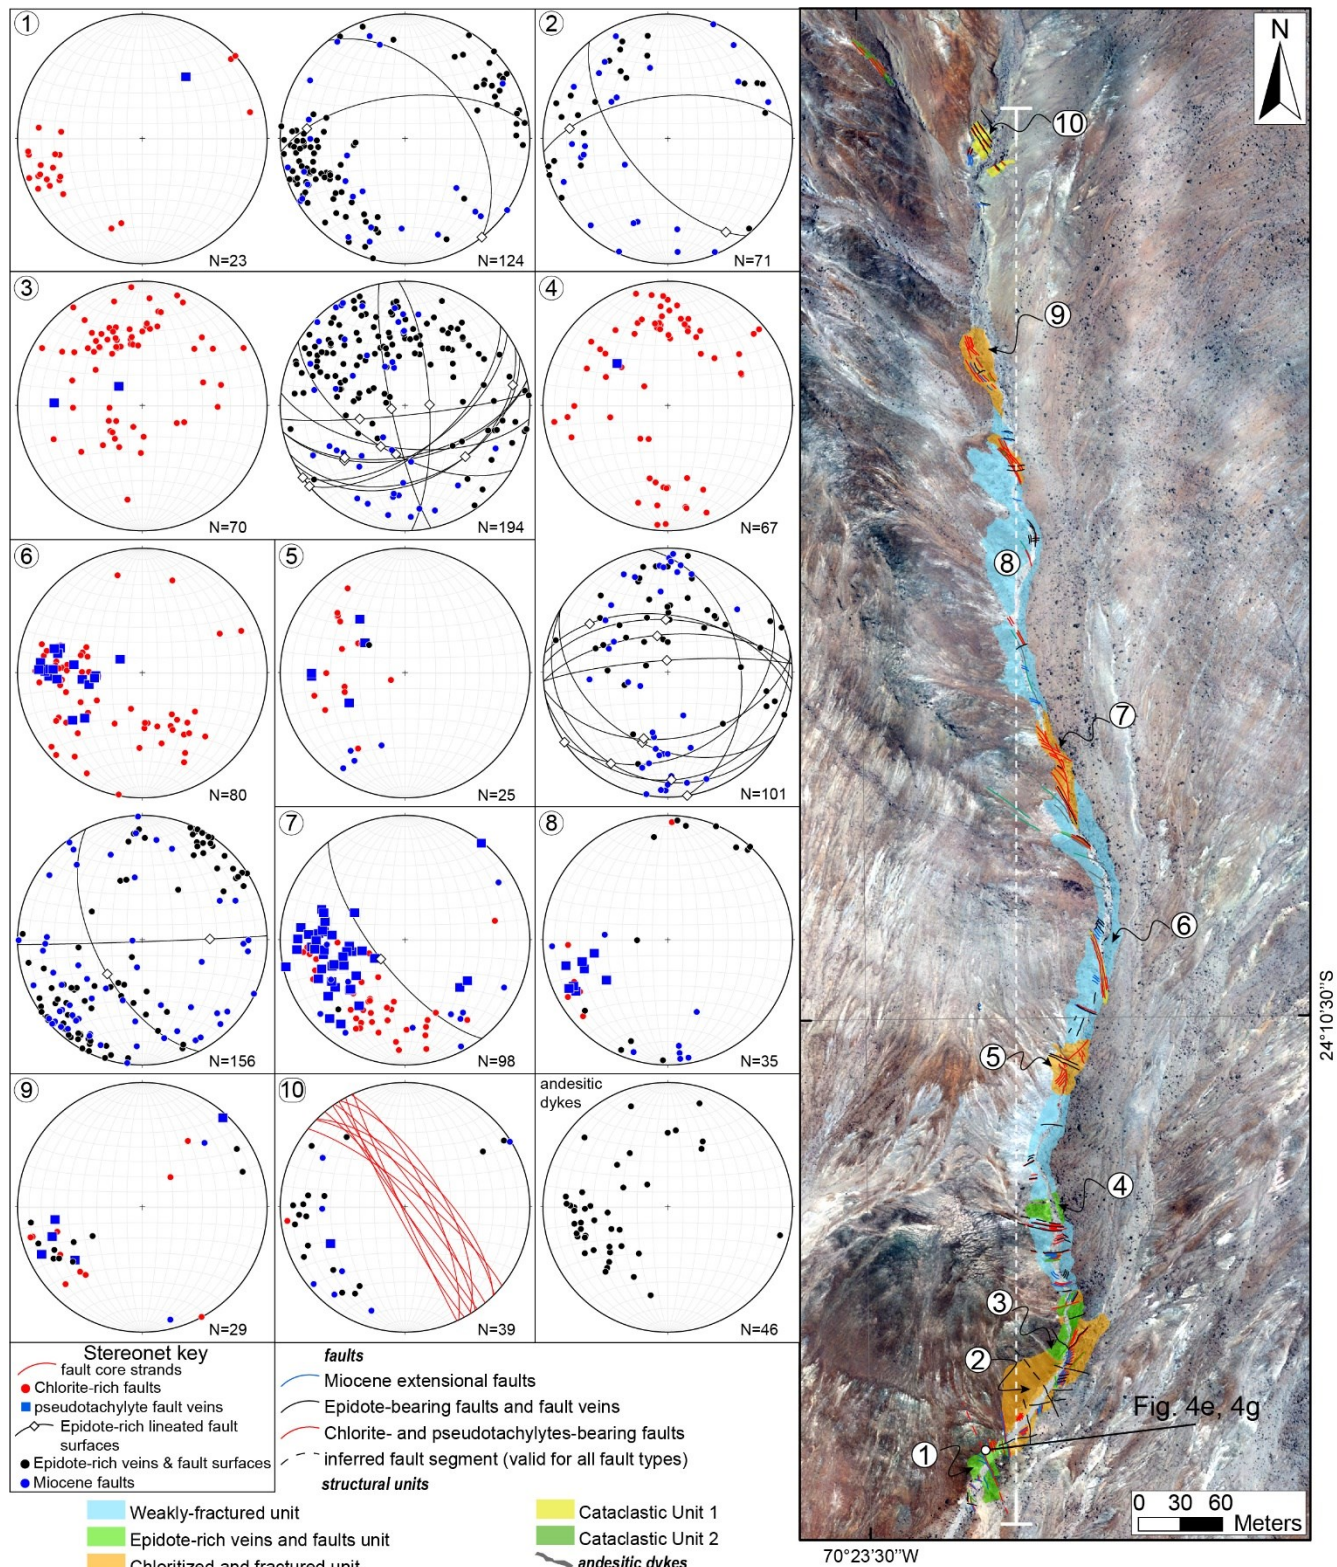 1
N=23
N=124
2
N=71
3
N=70
N=194
4
N=67
6
N=80
5
N=25
N=101
N=156
7
N=98
8
N=35
9
N=29
10
N=39
andesitic
dykes
N=46
Stereonet key
fault core strands
Chlorite-rich faults
pseudotachylyte fault veins
Epidote-rich lineated fault
surfaces
Epidote-rich veins & fault surfaces
Miocene faults
faults
Miocene extensional faults
Epidote-bearing faults and fault veins
Chlorite- and pseudotachylytes-bearing faults
inferred fault segment (valid for all fault types)
structural units
Weakly-fractured unit
Epidote-rich veins and faults unit
Chloritized and fractured unit
Cataclastic Unit 1
Cataclastic Unit 2
andesitic dykes
N
10
9
8
7
6
5
4
3
2
1
Fig. 4e, 4g
0 30 60
Meters
24°10'30''S
70°23'30''W